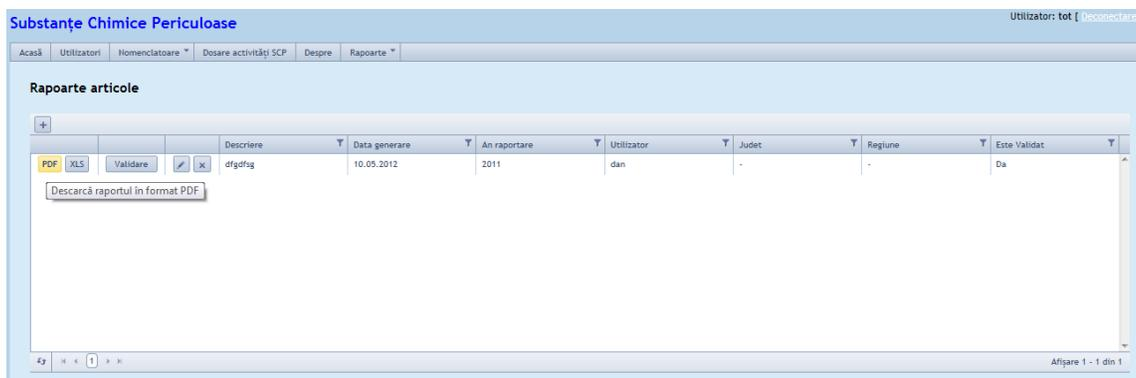 Utilizator: tot [ Deconectare
Substanțe Chimice Periculoase
Acasă Utilizatori Nomenclatoare Dosare activități SCP Despre Rapoarte
Rapoarte articole
+
Descriere Data generare An raportare Utilizator Judet Regiune Este Validat
PDF XLS Validare x dfgdfsg 10.05.2012 2011 dan - - Da
Descarcă raportul în format PDF
1 Afișare 1 - 1 din 1